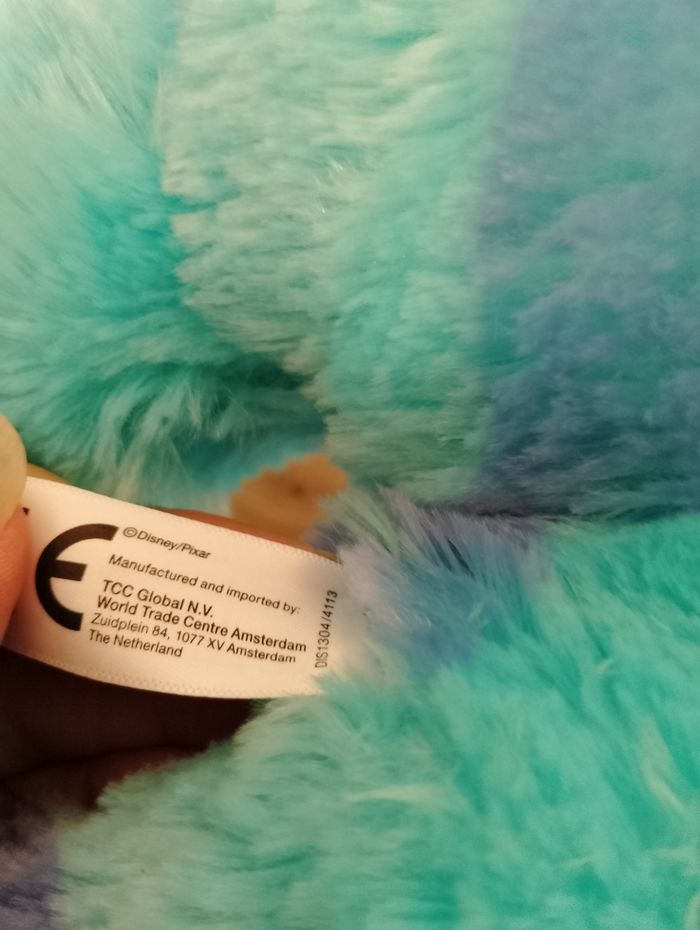 CE
©Disney/Pixar
Manufactured and imported by:
TCC Global N.V.
World Trade Centre Amsterdam
Zuidplein 84, 1077 XV Amsterdam
The Netherland
DIS1304/4113